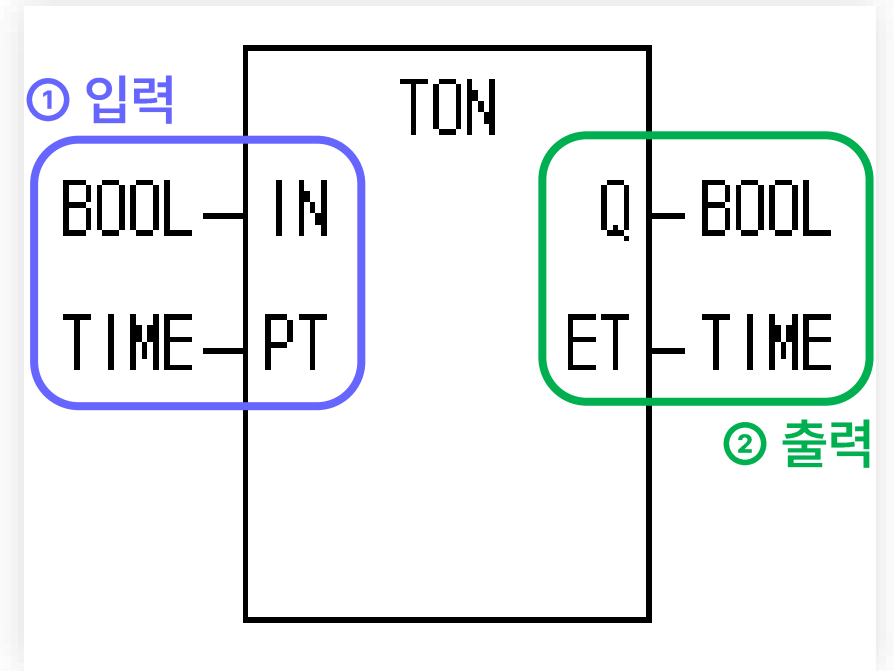 ① 입력
TON
BOOL IN Q BOOL
TIME PT ET TIME
② 출력